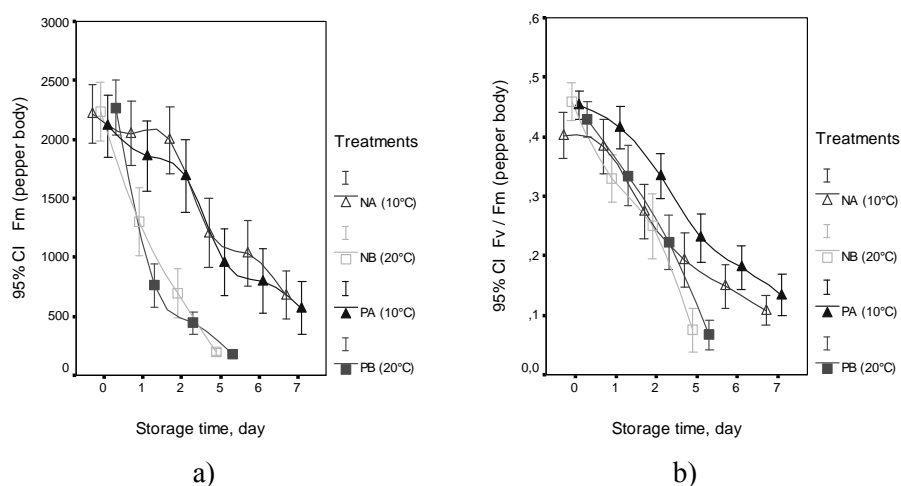 3000
2500
2000
1500
1000
500
0
95% CI Fm (pepper body)
0 1 2 5 6 7
Storage time, day
Treatments
NA (10°C)
NB (20°C)
PA (10°C)
PB (20°C)
a)
,6
,5
,4
,3
,2
,1
0,0
95% CI Fv / Fm (pepper body)
0 1 2 5 6 7
Storage time, day
Treatments
NA (10°C)
NB (20°C)
PA (10°C)
PB (20°C)
b)